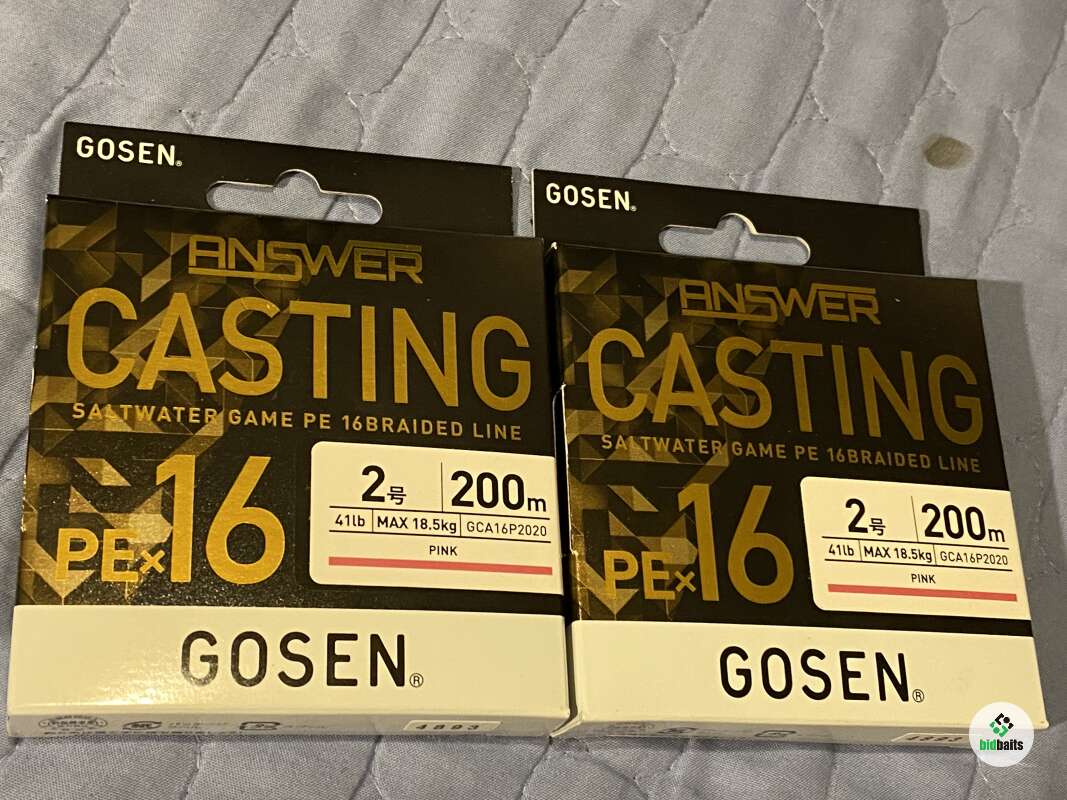 GOSEN®
ANSWER
CASTING
SALTWATER GAME PE 16BRAIDED LINE
PE×16
2号 200m
41lb MAX 18.5kg GCA16P2020
PINK
GOSEN®
4893
GOSEN®
ANSWER
CASTING
SALTWATER GAME PE 16BRAIDED LINE
PE×16
2号 200m
41lb MAX 18.5kg GCA16P2020
PINK
GOSEN®
bidbaits